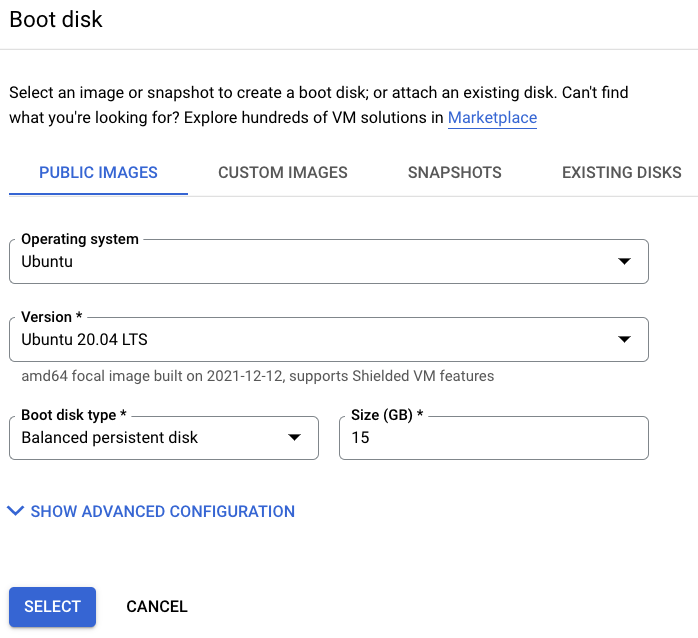 Boot disk
Select an image or snapshot to create a boot disk; or attach an existing disk. Can't find
what you're looking for? Explore hundreds of VM solutions in Marketplace
PUBLIC IMAGES CUSTOM IMAGES SNAPSHOTS EXISTING DISKS
Operating system
Ubuntu
Version *
Ubuntu 20.04 LTS
amd64 focal image built on 2021-12-12, supports Shielded VM features
Boot disk type * Size (GB) *
Balanced persistent disk 15
SHOW ADVANCED CONFIGURATION
SELECT CANCEL